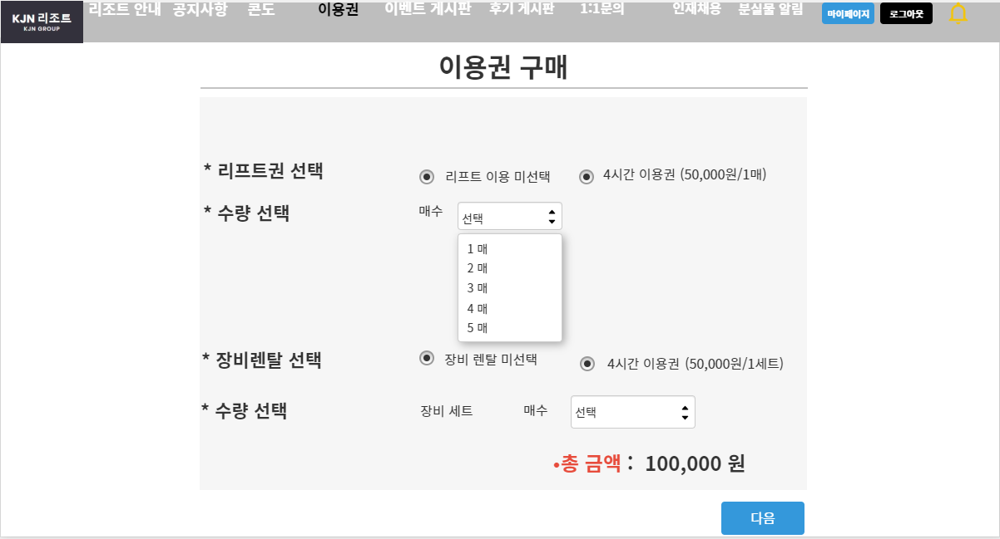 KJN 리조트
KJN GROUP
리조트 안내 공지사항 콘도 이용권 이벤트 게시판 후기 게시판 1:1문의 인재채용 분실물 알림 마이페이지 로그아웃
이용권 구매
* 리프트권 선택 리프트 이용 미선택 4시간 이용권 (50,000원/1매)
* 수량 선택 매수 선택
1 매
2 매
3 매
4 매
5 매
* 장비렌탈 선택 장비 렌탈 미선택 4시간 이용권 (50,000원/1세트)
* 수량 선택 장비 세트 매수 선택
•총 금액 : 100,000 원
다음